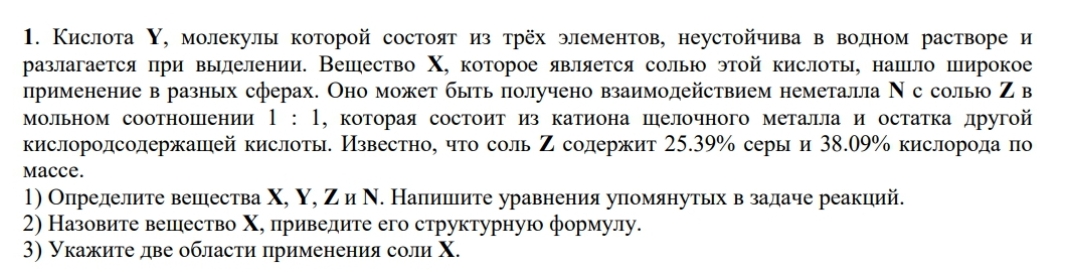 1. Кислота Y, молекулы которой состоят из трёх элементов, неустойчива в водном растворе и
разлагается при выделении. Вещество X, которое является солью этой кислоты, нашло широкое
применение в разных сферах. Оно может быть получено взаимодействием неметалла N с солью Z в
мольном соотношении 1 : 1, которая состоит из катиона щелочного металла и остатка другой
кислородсодержащей кислоты. Известно, что соль Z содержит 25.39% серы и 38.09% кислорода по
массе.
1) Определите вещества X, Y, Z и N. Напишите уравнения упомянутых в задаче реакций.
2) Назовите вещество X, приведите его структурную формулу.
3) Укажите две области применения соли X.